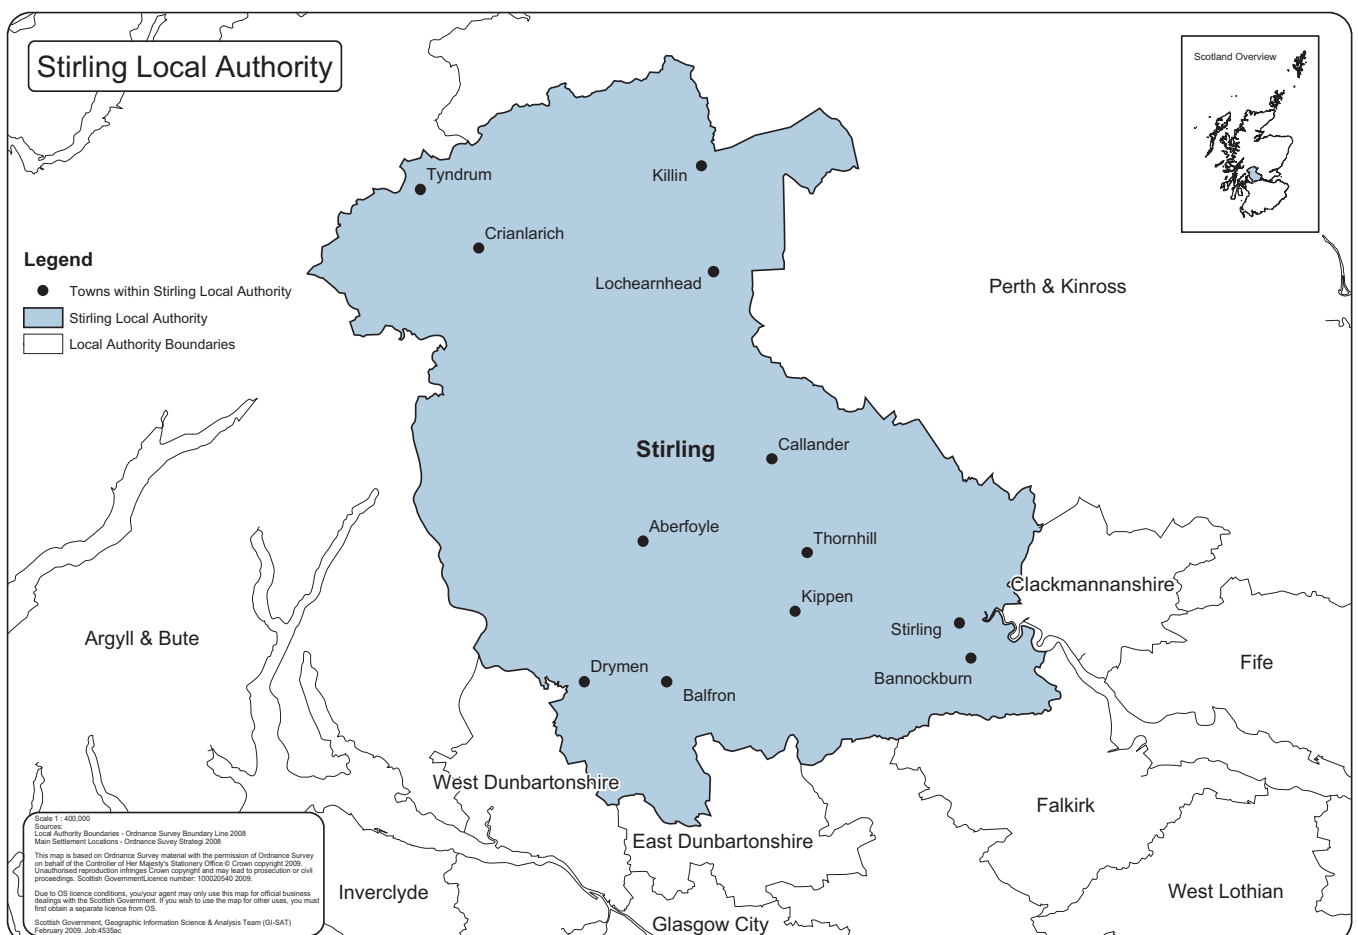 Stirling Local Authority
Scotland Overview
Tyndrum
Killin
Crianlarich
Legend
Lochearnhead
Perth & Kinross
Towns within Stirling Local Authority
Stirling Local Authority
Local Authority Boundaries
Stirling
Callander
Aberfoyle
Thornhill
Clackmannanshire
Kippen
Stirling
Argyll & Bute
Fife
Drymen
Bannockburn
Balfron
West Dunbartonshire
Falkirk
East Dunbartonshire
Inverclyde
West Lothian
Glasgow City
Scale 1 : 400,000
Sources:
Local Authority Boundaries - Ordnance Survey Boundary Line 2008
Main Settlement Locations - Ordnance Suvey Strategi 2008
This map is based on Ordnance Survey material with the permission of Ordnance Survey
on behalf of the Controller of Her Majesty's Stationery Office © Crown copyright 2009.
Unauthorised reproduction infringes Crown copyright and may lead to prosecution or civil
proceedings. Scottish GovernmentLicence number: 100020540 2009.
Due to OS licence conditions, you/your agent may only use this map for official business
dealings with the Scottish Government. If you wish to use the map for other uses, you must
first obtain a separate licence from OS.
Scottish Government, Geographic Information Science & Analysis Team (GI-SAT)
February 2009. Job:4535ac